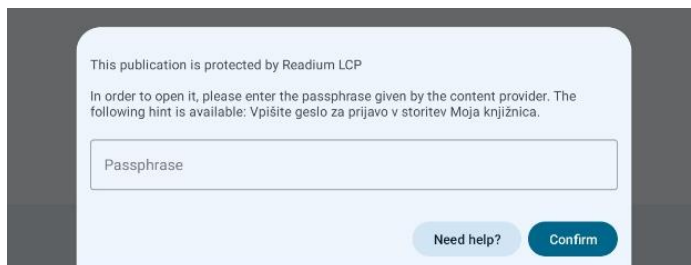 This publication is protected by Readium LCP
In order to open it, please enter the passphrase given by the content provider. The
following hint is available: Vpišite geslo za prijavo v storitev Moja knjižnica.
Passphrase
Need help? Confirm